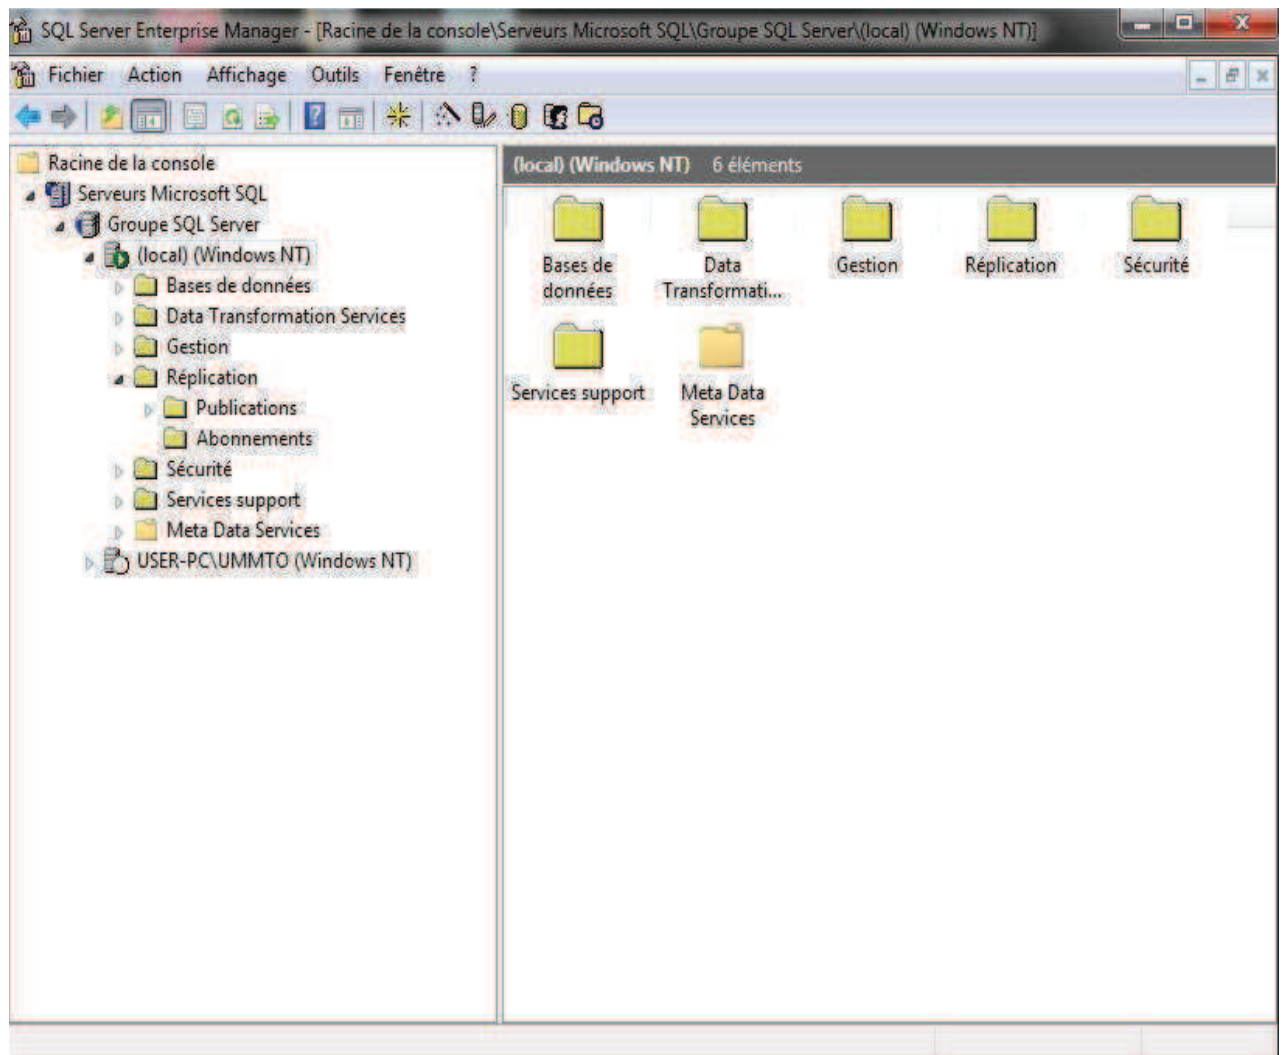 SQL Server Enterprise Manager - [Racine de la console\Serveurs Microsoft SQL\Groupe SQL Server\(local) (Windows NT)]
Fichier Action Affichage Outils Fenêtre ?
Racine de la console
Serveurs Microsoft SQL
Groupe SQL Server
(local) (Windows NT)
Bases de données
Data Transformation Services
Gestion
Réplication
Publications
Abonnements
Sécurité
Services support
Meta Data Services
USER-PC\UMMTO (Windows NT)
(local) (Windows NT) 6 éléments
Bases de
données
Data
Transformati...
Gestion
Réplication
Sécurité
Services support
Meta Data
Services